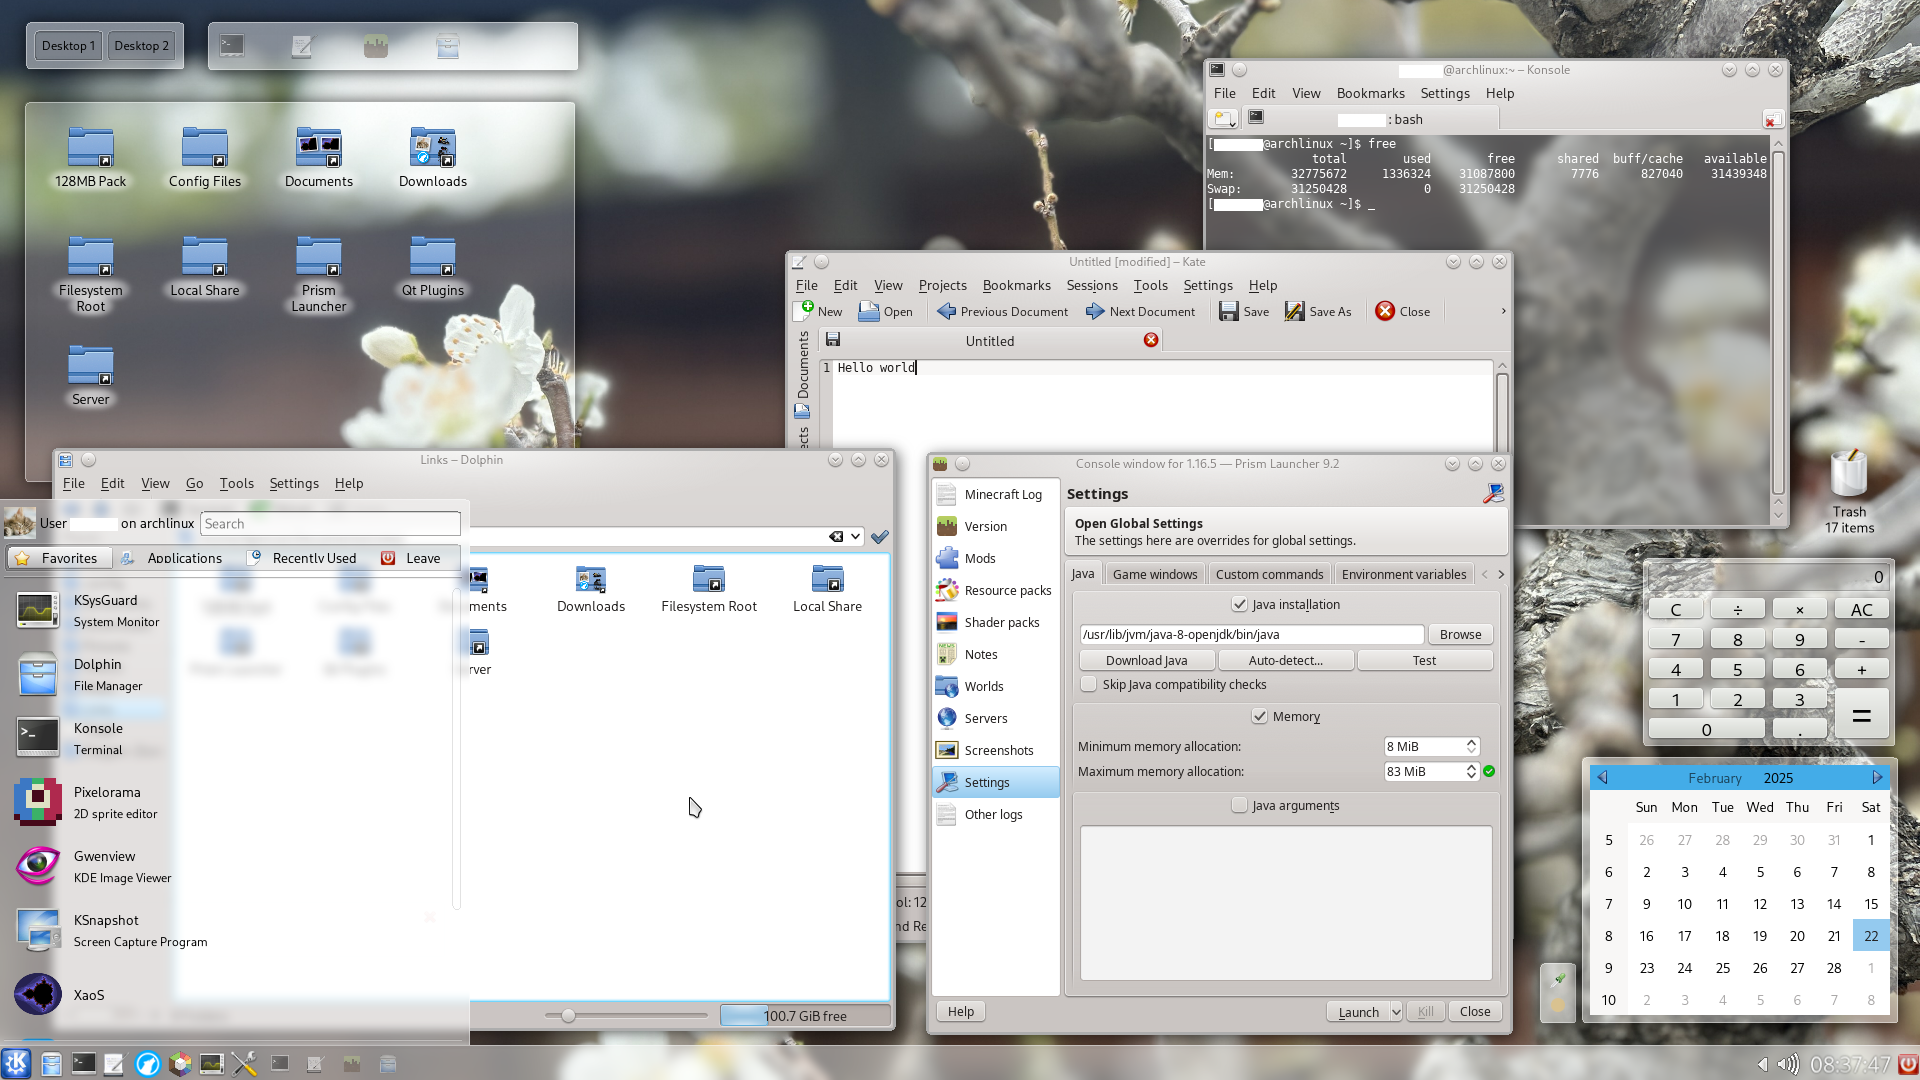 Desktop 1 Desktop 2
128MB Pack Config Files Documents Downloads
Filesystem Root Local Share Prism Launcher Qt Plugins
Server
@archlinux:~ – Konsole
File Edit View Bookmarks Settings Help
: bash
[ @archlinux ~]$ free
total used free shared buff/cache available
Mem: 32775672 1336324 31087800 7776 827040 31439348
Swap: 31250428 0 31250428
[ @archlinux ~]$ _
Untitled [modified] – Kate
File Edit View Projects Bookmarks Sessions Tools Settings Help
New Open Previous Document Next Document Save Save As Close
Documents
Untitled
1 Hello world
Links – Dolphin
File Edit View Go Tools Settings Help
Downloads Filesystem Root Local Share
100.7 GiB free
User on archlinux Search
Favorites Applications Recently Used Leave
KSysGuard
System Monitor
Dolphin
File Manager
Konsole
Terminal
Pixelorama
2D sprite editor
Gwenview
KDE Image Viewer
KSnapshot
Screen Capture Program
XaoS
Console window for 1.16.5 — Prism Launcher 9.2
Minecraft Log
Version
Mods
Resource packs
Shader packs
Notes
Worlds
Servers
Screenshots
Settings
Other logs
Settings
Open Global Settings
The settings here are overrides for global settings.
Java Game windows Custom commands Environment variables
Java installation
/usr/lib/jvm/java-8-openjdk/bin/java Browse
Download Java Auto-detect... Test
Skip Java compatibility checks
Memory
Minimum memory allocation: 8 MiB
Maximum memory allocation: 83 MiB
Java arguments
Help Launch Kill Close
Trash
17 items
0
C ÷ × AC
7 8 9 -
4 5 6 +
1 2 3 =
0 .
February 2025
Sun Mon Tue Wed Thu Fri Sat
5 26 27 28 29 30 31 1
6 2 3 4 5 6 7 8
7 9 10 11 12 13 14 15
8 16 17 18 19 20 21 22
9 23 24 25 26 27 28 1
10 2 3 4 5 6 7 8
08:37:47